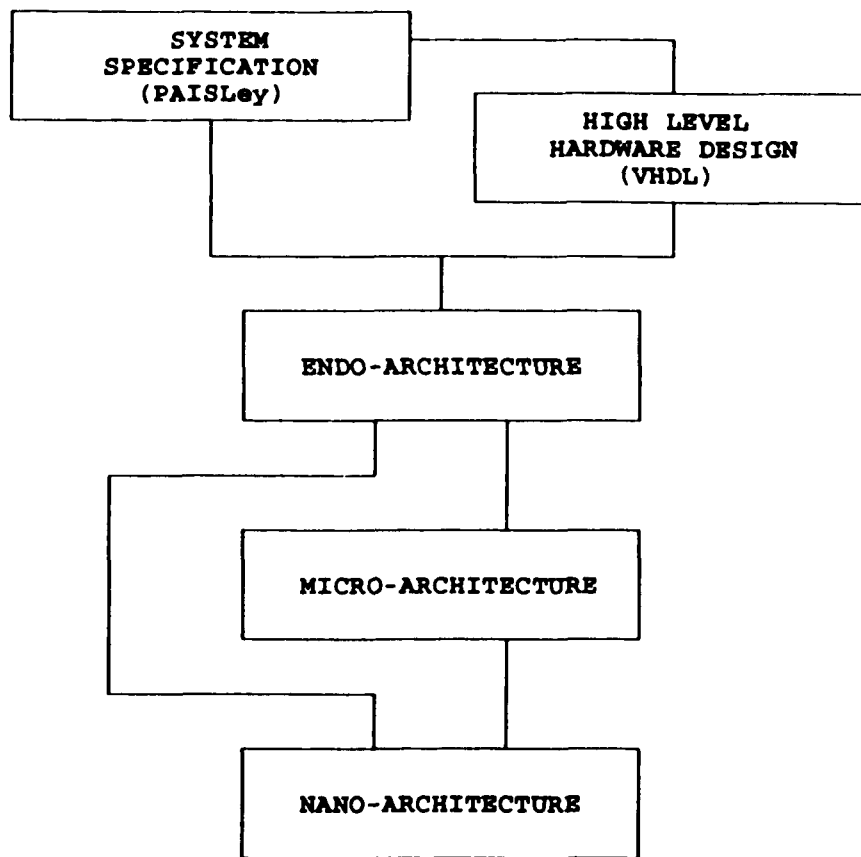 SYSTEM
SPECIFICATION
(PAISLey)
HIGH LEVEL
HARDWARE DESIGN
(VHDL)
ENDO-ARCHITECTURE
MICRO-ARCHITECTURE
NANO-ARCHITECTURE